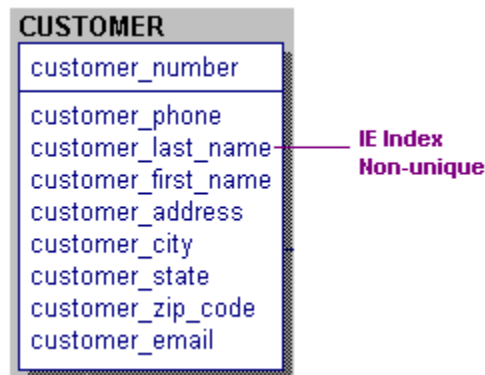 CUSTOMER
customer_number
customer_phone
customer_last_name
customer_first_name
customer_address
customer_city
customer_state
customer_zip_code
customer_email
IE Index
Non-unique